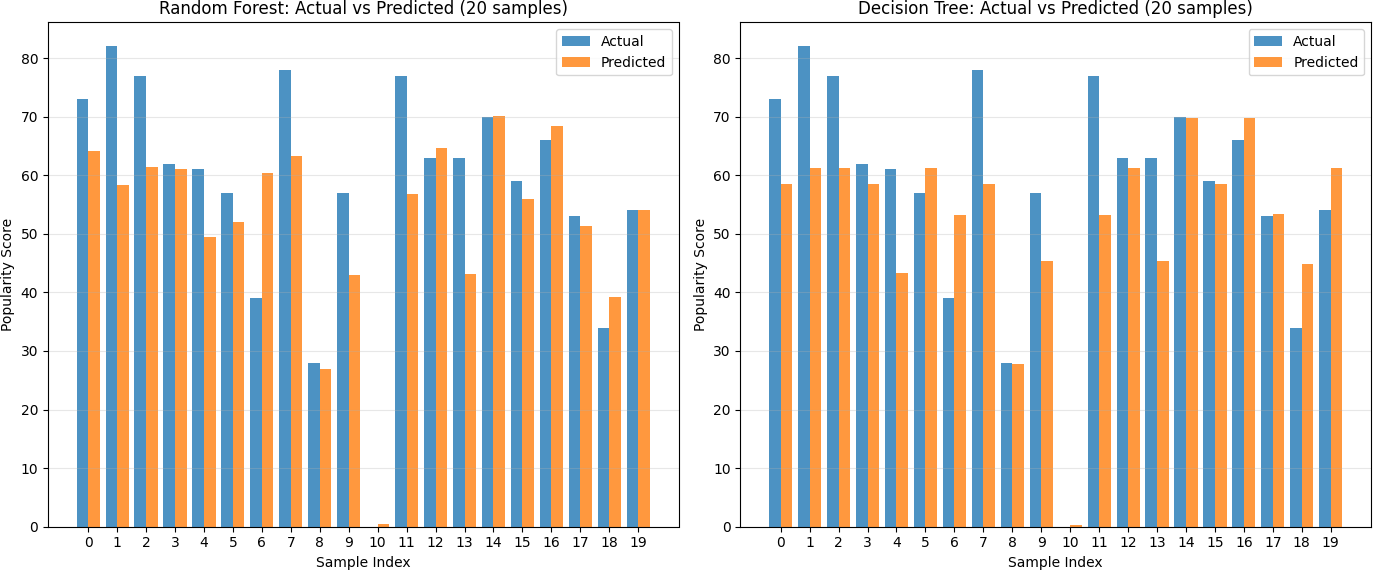 Random Forest: Actual vs Predicted (20 samples)
Actual
Predicted
Popularity Score
80
70
60
50
40
30
20
10
0
0 1 2 3 4 5 6 7 8 9 10 11 12 13 14 15 16 17 18 19
Sample Index
Decision Tree: Actual vs Predicted (20 samples)
Actual
Predicted
Popularity Score
80
70
60
50
40
30
20
10
0
0 1 2 3 4 5 6 7 8 9 10 11 12 13 14 15 16 17 18 19
Sample Index